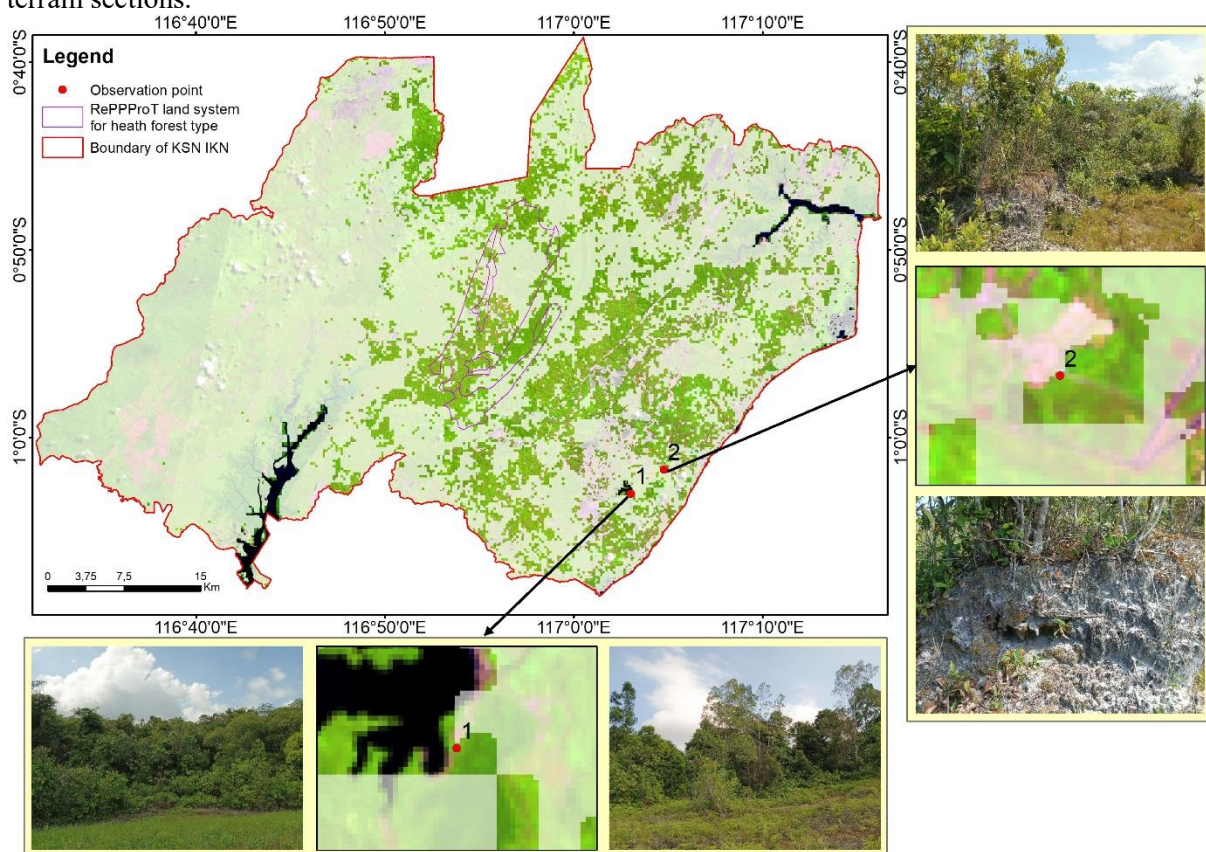 terrain sections.
116°40'0"E 116°50'0"E 117°0'0"E 117°10'0"E
Legend
Observation point
RePPProT land system
for heath forest type
Boundary of KSN IKN
0°40'0"S
0°40'0"S
0°50'0"S
0°50'0"S
1°0'0"S
1°0'0"S
2
1
0 3,75 7,5 15
Km
116°40'0"E 116°50'0"E 117°0'0"E 117°10'0"E
2
1